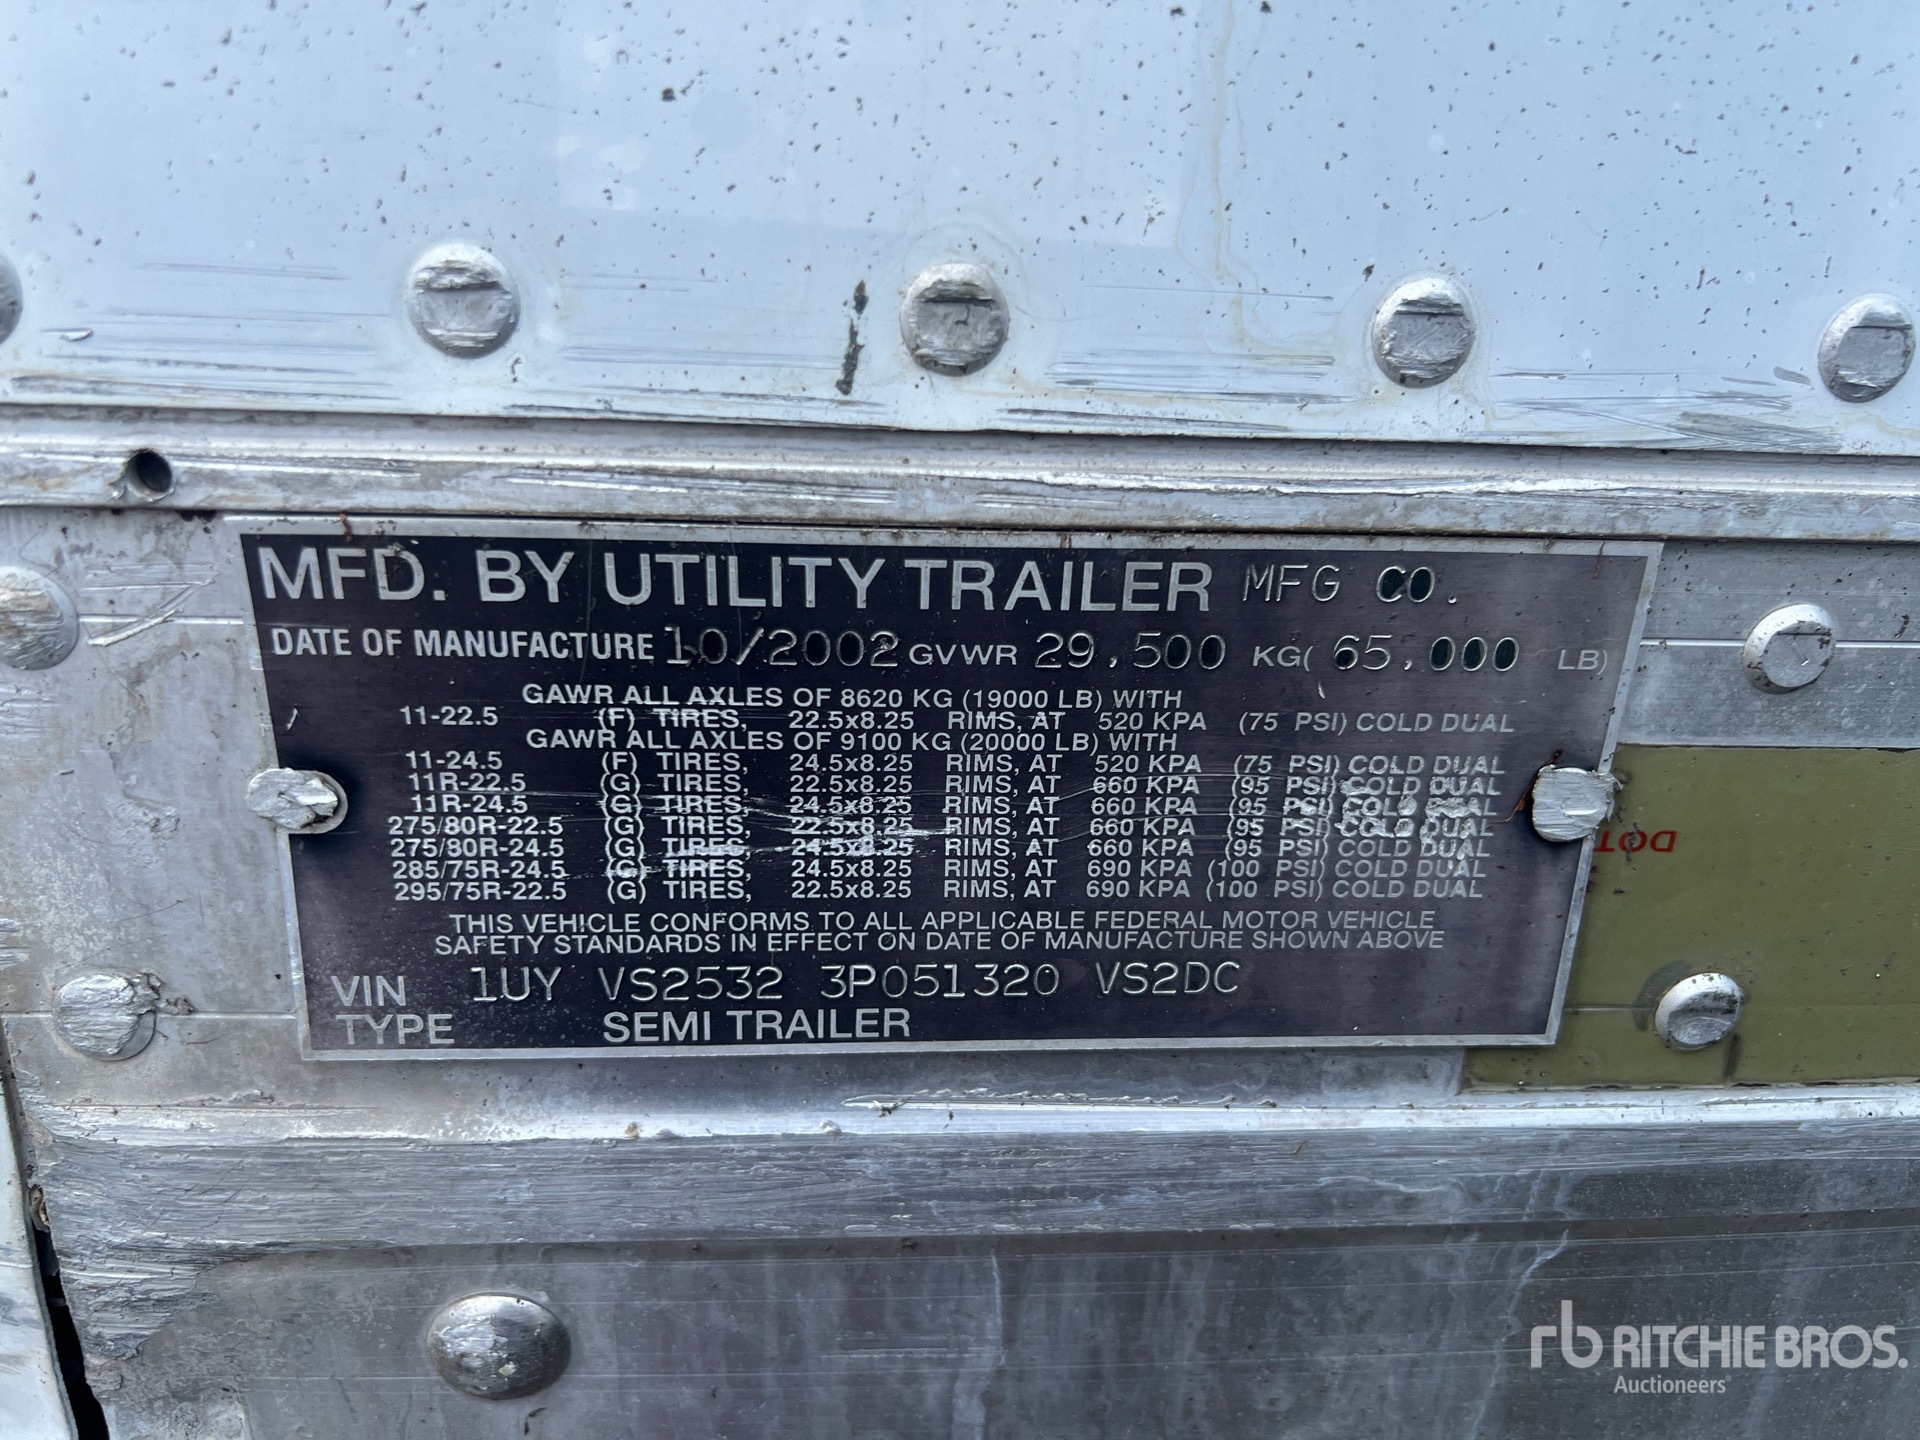 MFD. BY UTILITY TRAILER MFG CO.
DATE OF MANUFACTURE 10/2002 GVWR 29,500 KG( 65,000 LB)
GAWR ALL AXLES OF 8620 KG (19000 LB) WITH
11-22.5 (F) TIRES, 22.5x8.25 RIMS, AT 520 KPA (75 PSI) COLD DUAL
GAWR ALL AXLES OF 9100 KG (20000 LB) WITH
11-24.5 (F) TIRES, 24.5x8.25 RIMS, AT 520 KPA (75 PSI) COLD DUAL
11R-22.5 (G) TIRES, 22.5x8.25 RIMS, AT 660 KPA (95 PSI) COLD DUAL
11R-24.5 (G) TIRES, 24.5x8.25 RIMS, AT 660 KPA (95 PSI) COLD DUAL
275/80R-22.5 (G) TIRES, 22.5x8.25 RIMS, AT 660 KPA (95 PSI) COLD DUAL
275/80R-24.5 (G) TIRES, 24.5x8.25 RIMS, AT 660 KPA (95 PSI) COLD DUAL
285/75R-24.5 (G) TIRES, 24.5x8.25 RIMS, AT 690 KPA (100 PSI) COLD DUAL
295/75R-22.5 (G) TIRES, 22.5x8.25 RIMS, AT 690 KPA (100 PSI) COLD DUAL
THIS VEHICLE CONFORMS TO ALL APPLICABLE FEDERAL MOTOR VEHICLE
SAFETY STANDARDS IN EFFECT ON DATE OF MANUFACTURE SHOWN ABOVE
VIN 1UY VS2532 3P051320 VS2DC
TYPE SEMI TRAILER
DOT
rb RITCHIE BROS.
Auctioneers